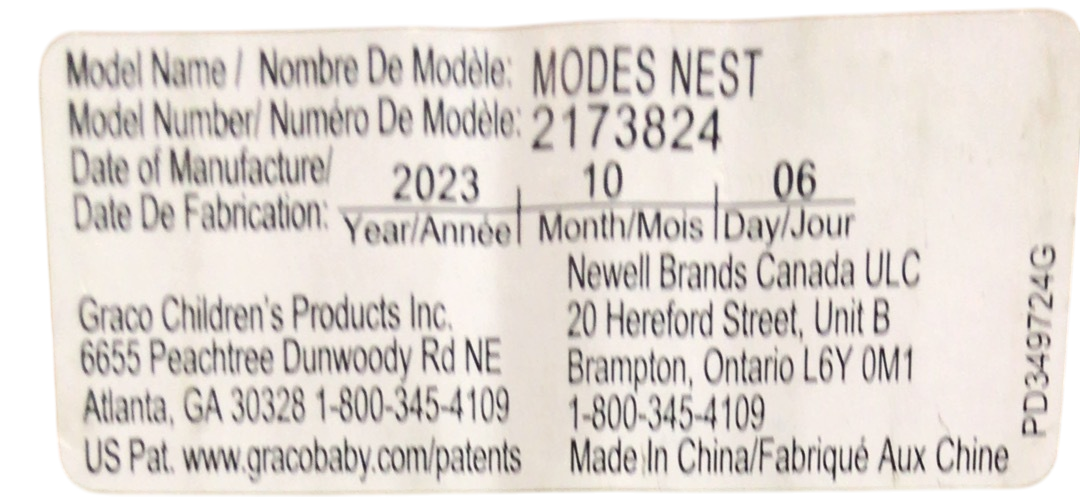 Model Name / Nombre De Modèle: MODES NEST
Model Number/ Numéro De Modèle: 2173824
Date of Manufacture/
Date De Fabrication:
2023 10 06
Year/Année Month/Mois Day/Jour
Graco Children's Products Inc.
6655 Peachtree Dunwoody Rd NE
Atlanta, GA 30328 1-800-345-4109
US Pat. www.gracobaby.com/patents
Newell Brands Canada ULC
20 Hereford Street, Unit B
Brampton, Ontario L6Y 0M1
1-800-345-4109
Made In China/Fabriqué Aux Chine
PD349724G